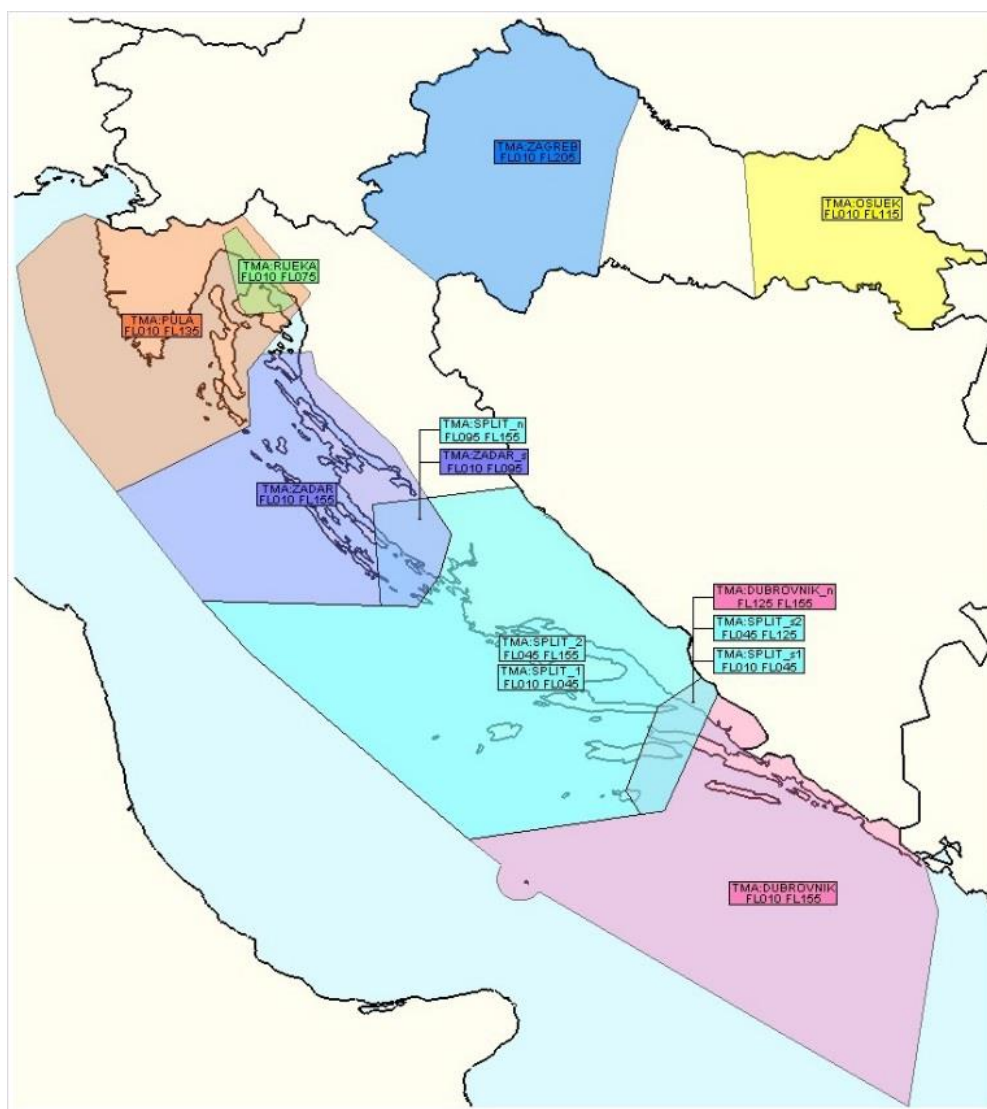 TMA:ZAGREB
FL010 FL205
TMA:OSIJEK
FL010 FL115
TMA:RIJEKA
FL010 FL075
TMA:PULA
FL010 FL135
TMA:SPLIT_n
FL095 FL155
TMA:ZADAR_s
FL010 FL095
TMA:ZADAR
FL010 FL155
TMA:DUBROVNIK_n
FL125 FL155
TMA:SPLIT_s2
FL045 FL125
TMA:SPLIT_s1
FL010 FL045
TMA:SPLIT_2
FL045 FL155
TMA:SPLIT_1
FL010 FL045
TMA:DUBROVNIK
FL010 FL155